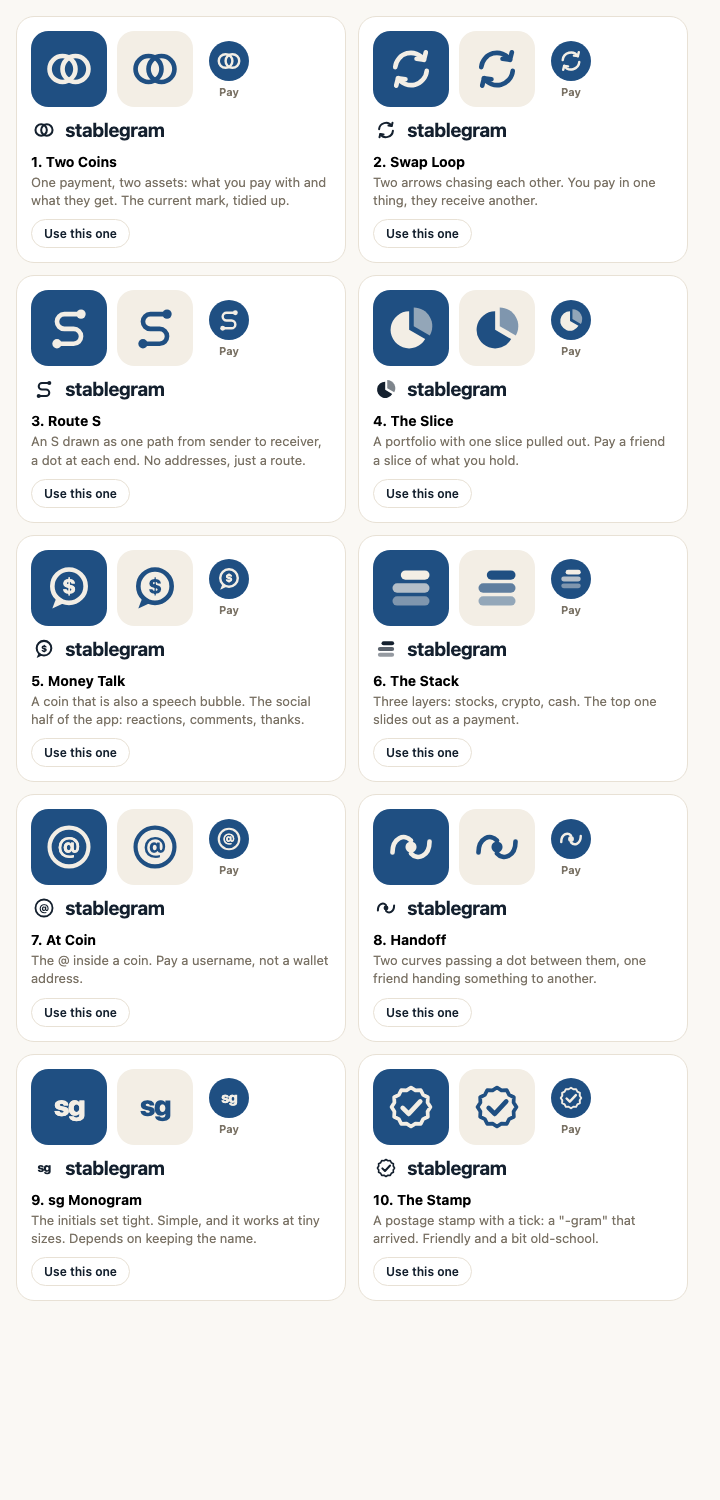 Pay
stablegram
1. Two Coins
One payment, two assets: what you pay with and
what they get. The current mark, tidied up.
Use this one
Pay
stablegram
2. Swap Loop
Two arrows chasing each other. You pay in one
thing, they receive another.
Use this one
Pay
stablegram
3. Route S
An S drawn as one path from sender to receiver,
a dot at each end. No addresses, just a route.
Use this one
Pay
stablegram
4. The Slice
A portfolio with one slice pulled out. Pay a friend
a slice of what you hold.
Use this one
$ $ $
Pay
$ stablegram
5. Money Talk
A coin that is also a speech bubble. The social
half of the app: reactions, comments, thanks.
Use this one
Pay
stablegram
6. The Stack
Three layers: stocks, crypto, cash. The top one
slides out as a payment.
Use this one
@ @ @
Pay
@ stablegram
7. At Coin
The @ inside a coin. Pay a username, not a wallet
address.
Use this one
Pay
stablegram
8. Handoff
Two curves passing a dot between them, one
friend handing something to another.
Use this one
sg sg sg
Pay
sg stablegram
9. sg Monogram
The initials set tight. Simple, and it works at tiny
sizes. Depends on keeping the name.
Use this one
Pay
stablegram
10. The Stamp
A postage stamp with a tick: a "-gram" that
arrived. Friendly and a bit old-school.
Use this one